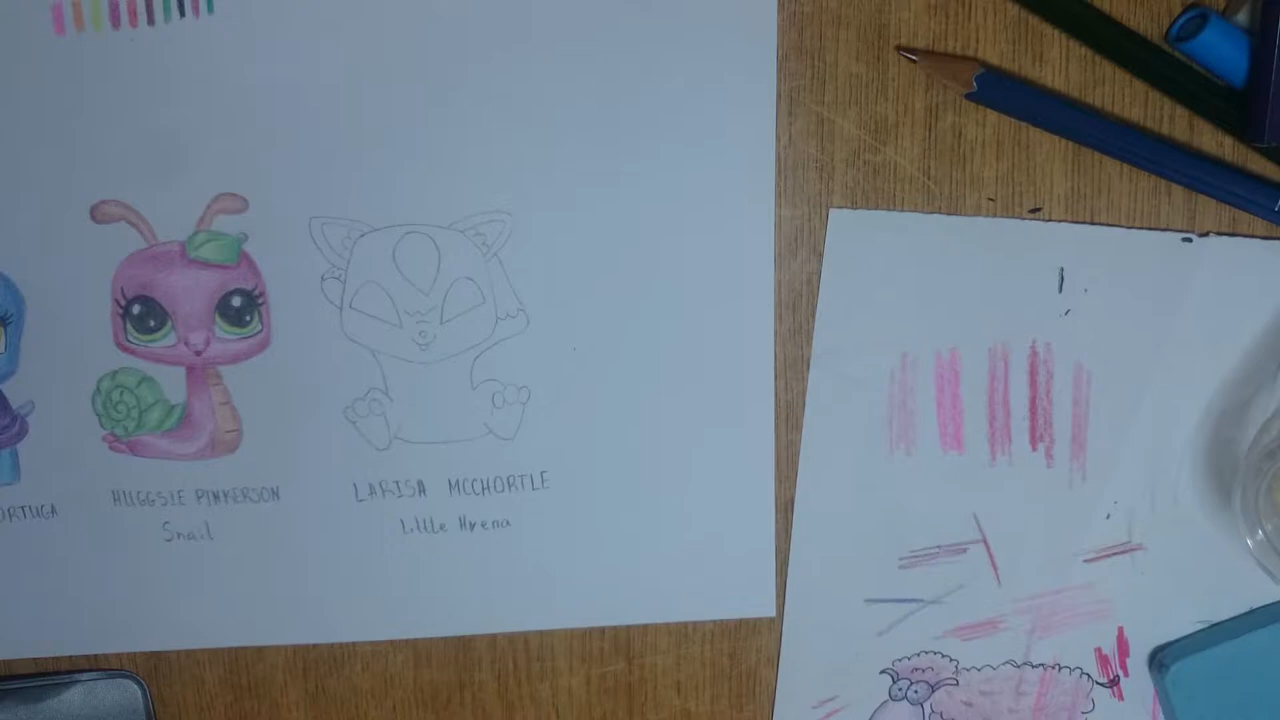 ORTUGA
HUGGSIE PINKERSON
Snail
LARISA MCCHORTLE
Little Hyena